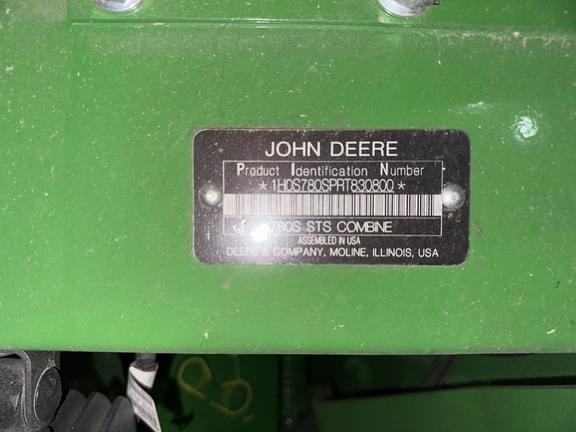 JOHN DEERE
Product Identification Number
*1H0S780SPRT830800*
STS COMBINE
ASSEMBLED IN USA
DEERE & COMPANY, MOLINE, ILLINOIS, USA